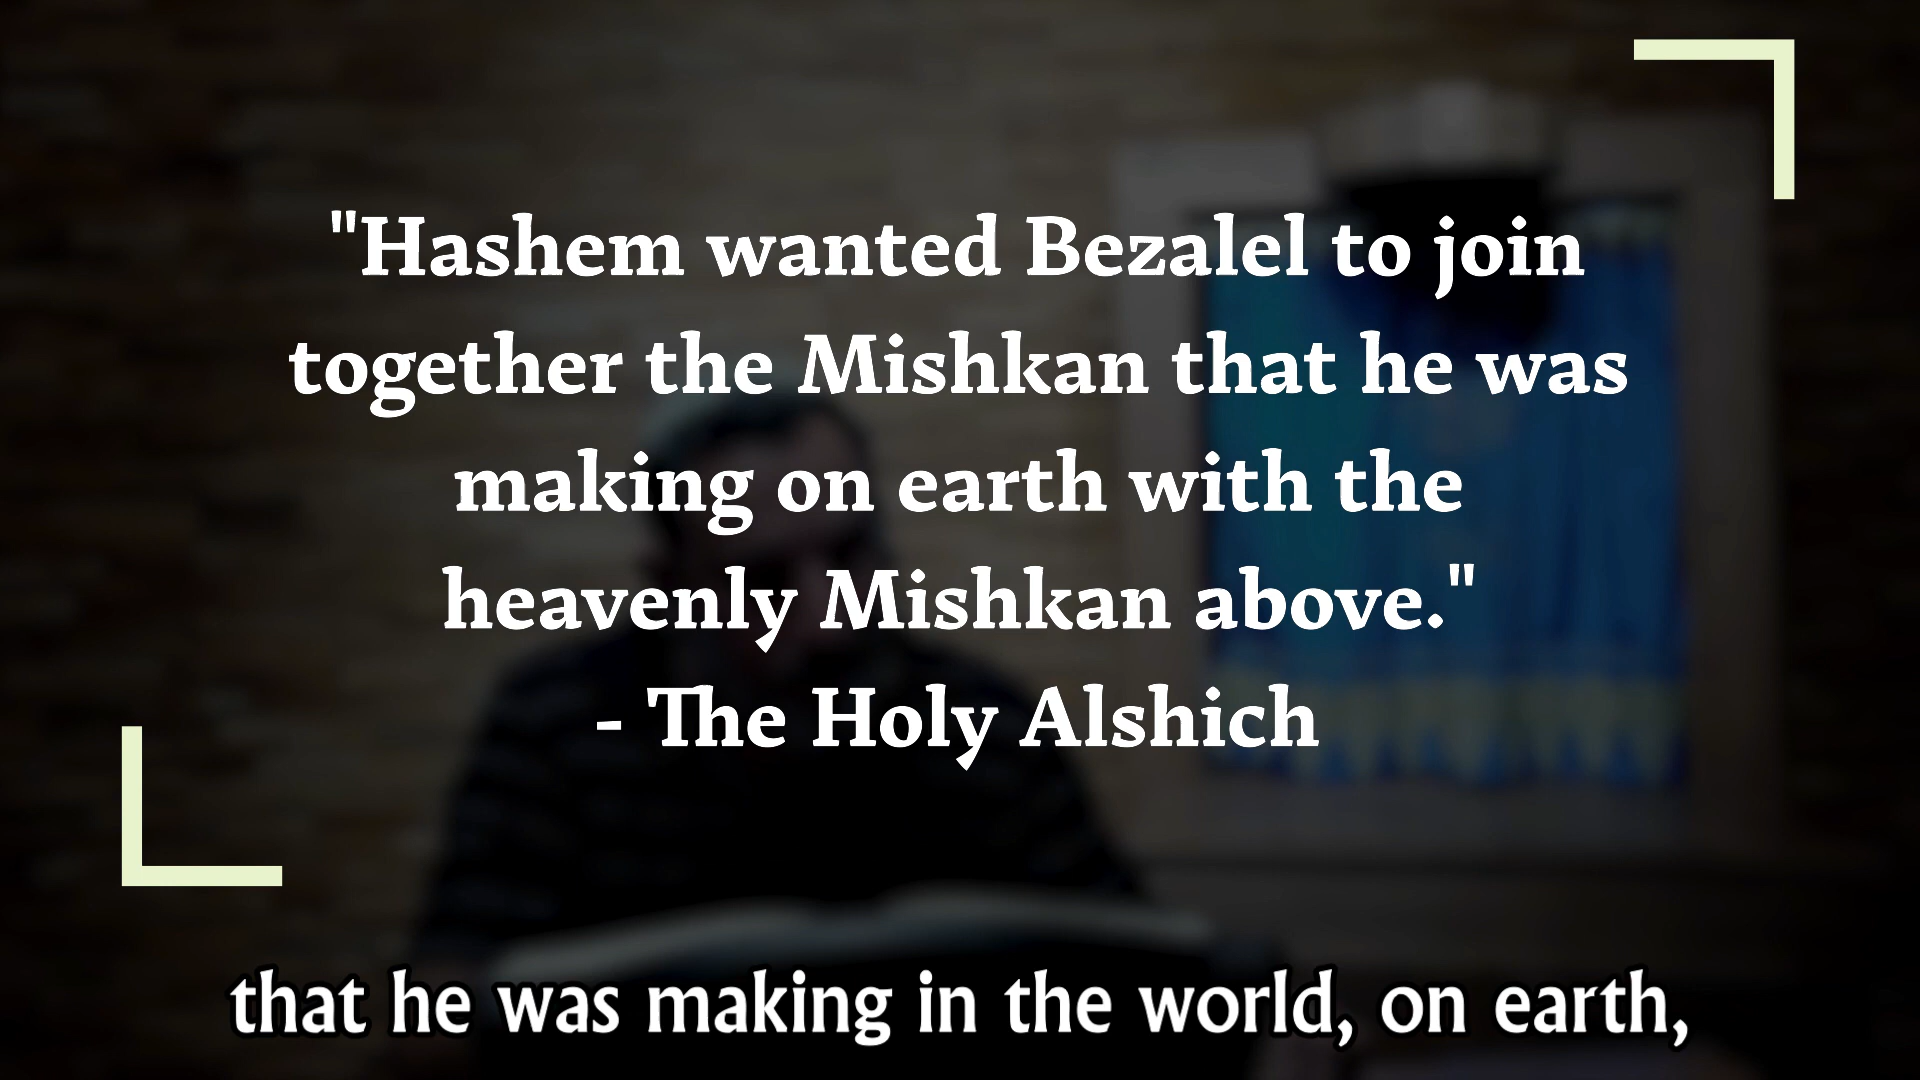 "Hashem wanted Bezalel to join
together the Mishkan that he was
making on earth with the
heavenly Mishkan above."
- The Holy Alshich
that he was making in the world, on earth,